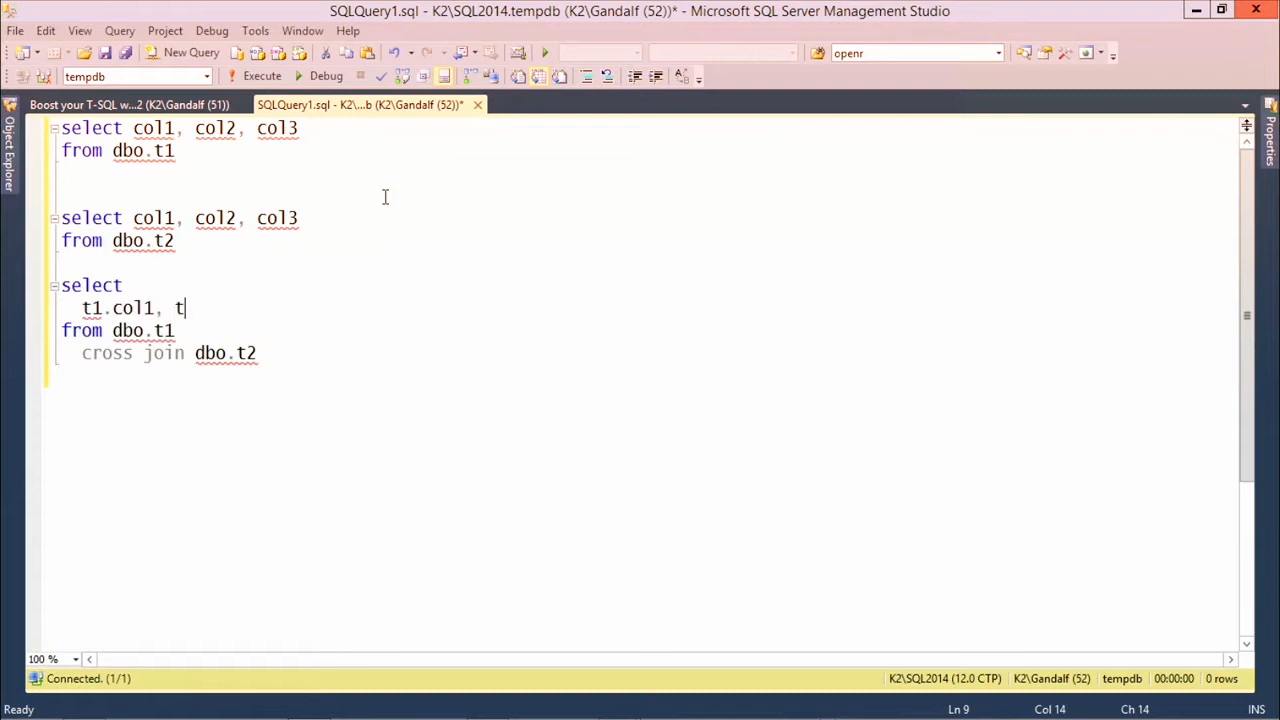 SQLQuery1.sql - K2\SQL2014.tempdb (K2\Gandalf (52))* - Microsoft SQL Server Management Studio
File Edit View Query Project Debug Tools Window Help
New Query openr
tempdb Execute Debug
Boost your T-SQL w...2 (K2\Gandalf (51)) SQLQuery1.sql - K2\...b (K2\Gandalf (52))*
Object Explorer
Properties
select col1, col2, col3
from dbo.t1
select col1, col2, col3
from dbo.t2
select
t1.col1, t
from dbo.t1
cross join dbo.t2
100 %
Connected. (1/1) K2\SQL2014 (12.0 CTP) K2\Gandalf (52) tempdb 00:00:00 0 rows
Ready Ln 9 Col 14 Ch 14 INS